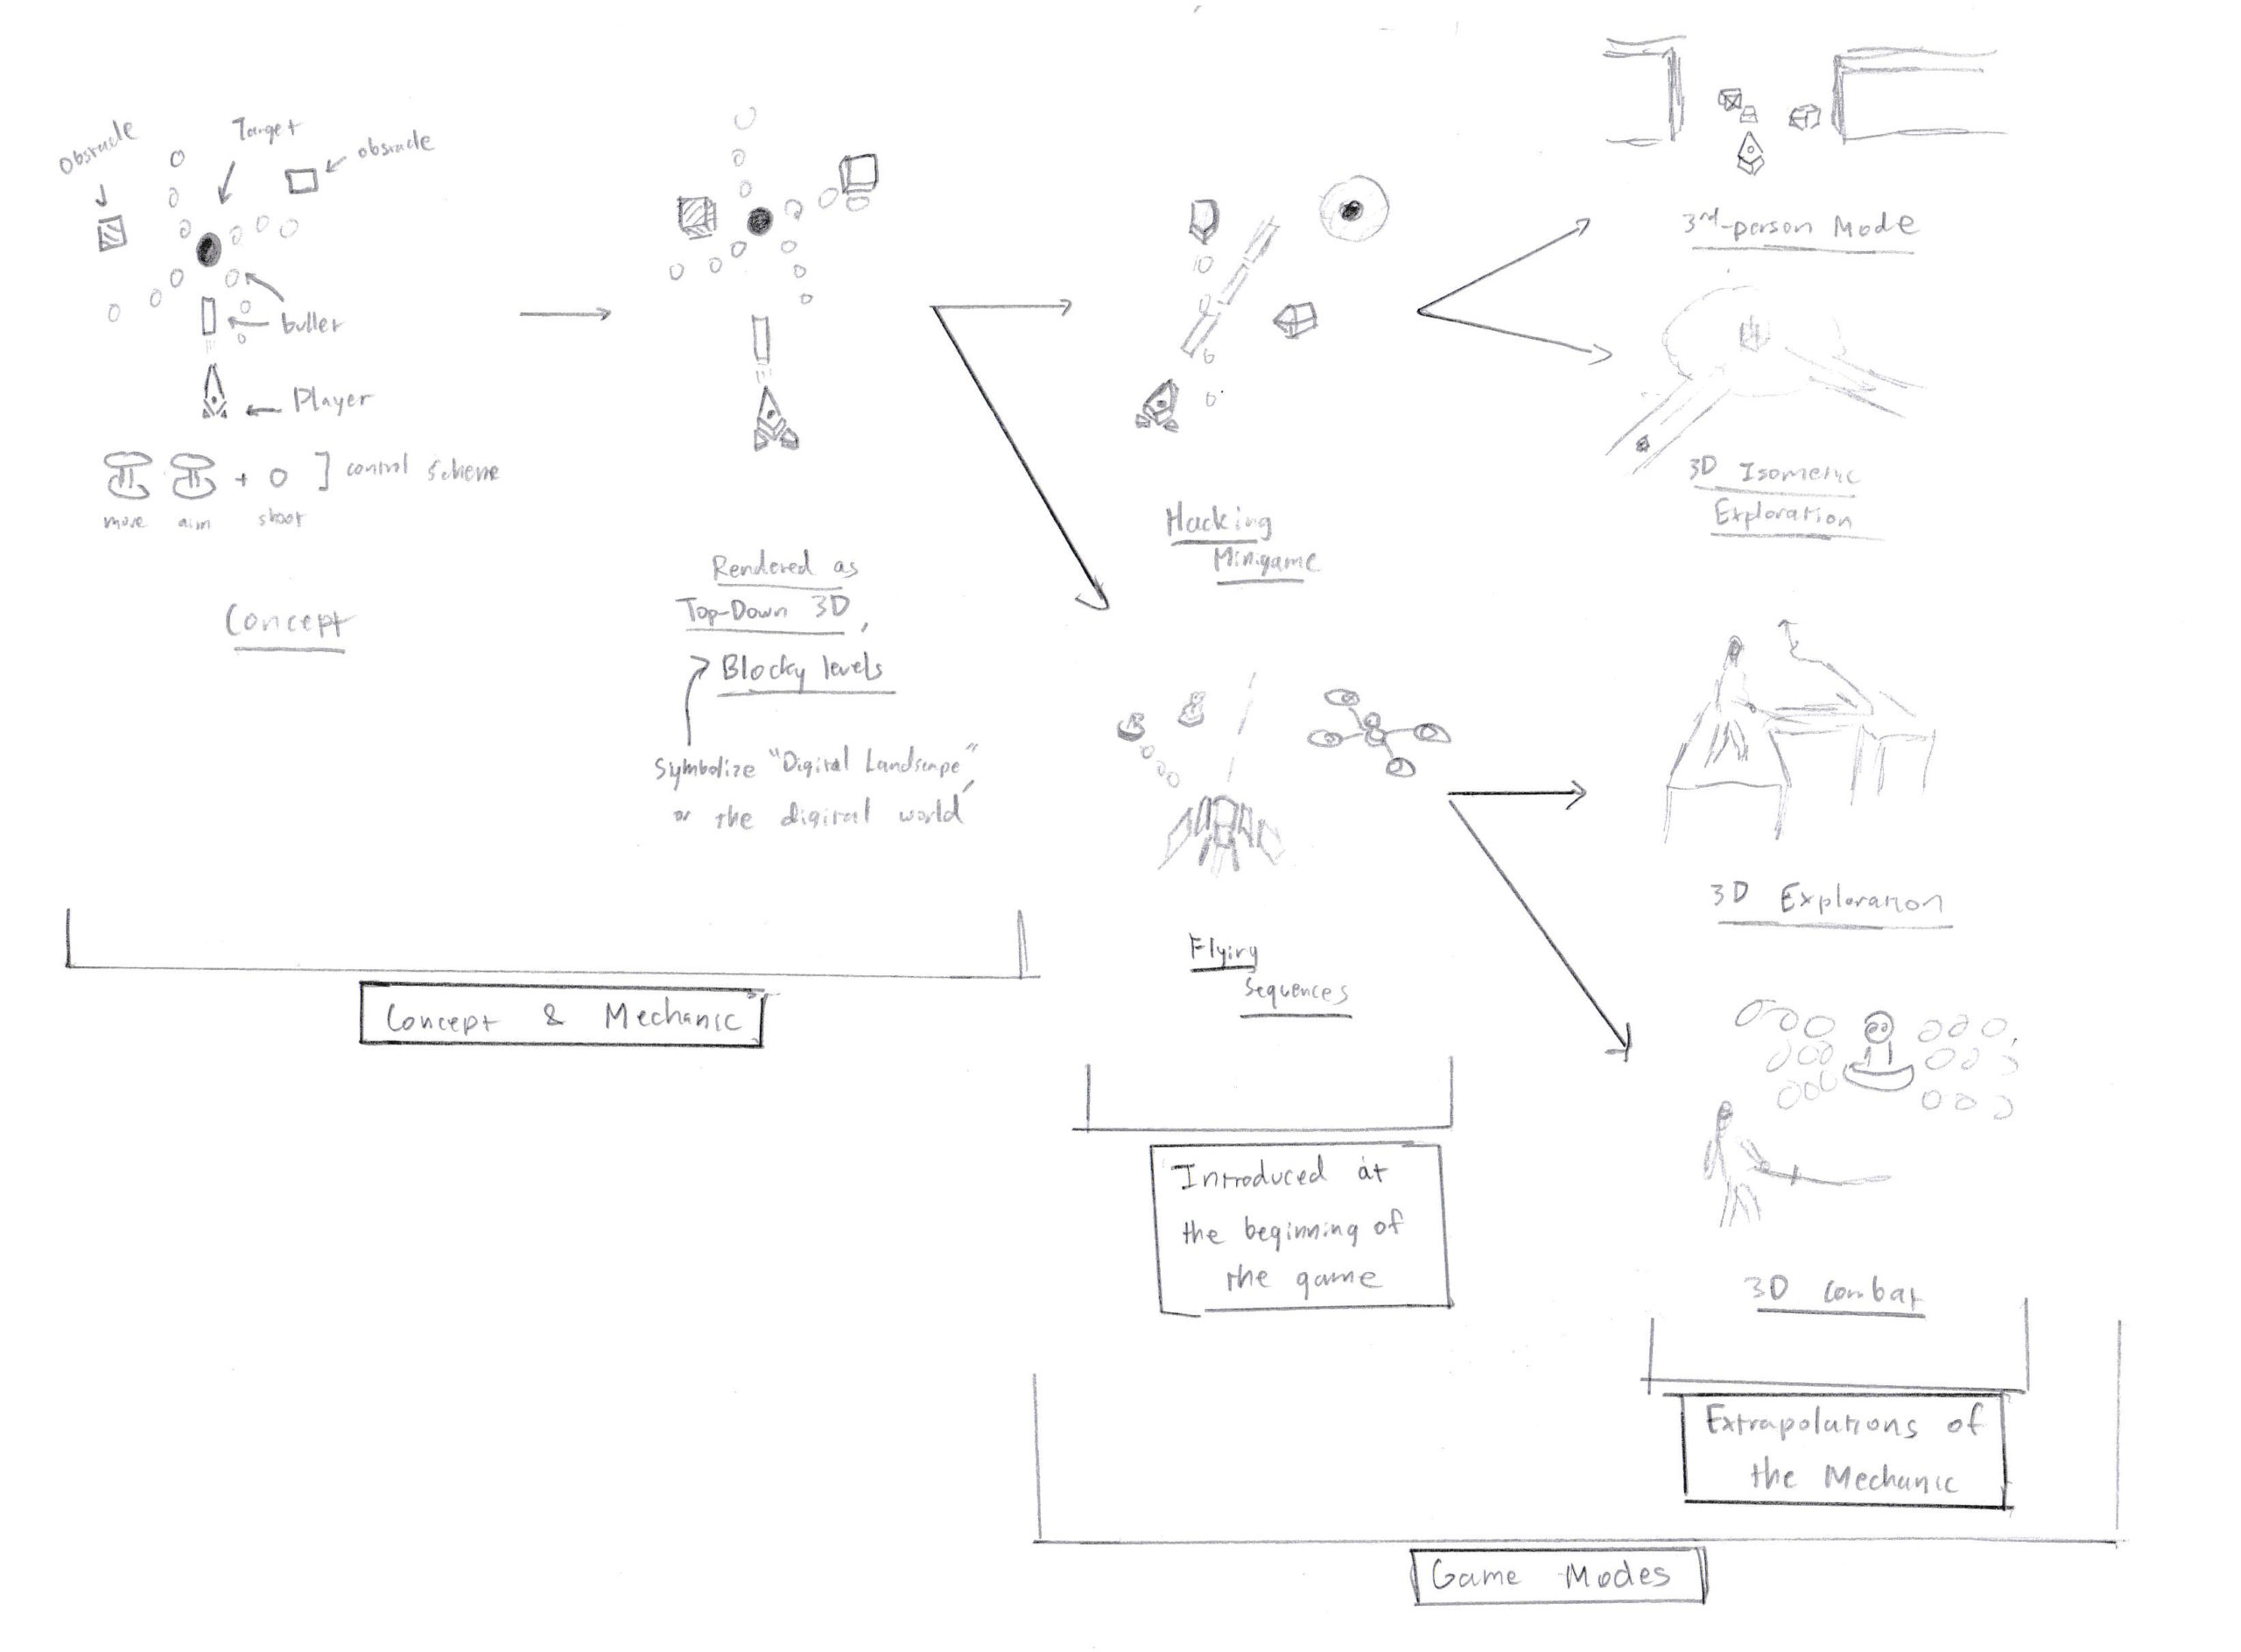 Obstacle
Target
obstacle
bullet
Player
control scheme
move aim shoot
Concept
Rendered as
Top-Down 3D,
Blocky levels
Symbolize "Digital Landscape",
or the digital world
Concept & Mechanic
Hacking
Minigame
Flying
Sequences
Introduced at
the beginning of
the game
3rd-person Mode
3D Isometric
Exploration
3D Exploration
3D Combat
Extrapolations of
the Mechanic
Game Modes